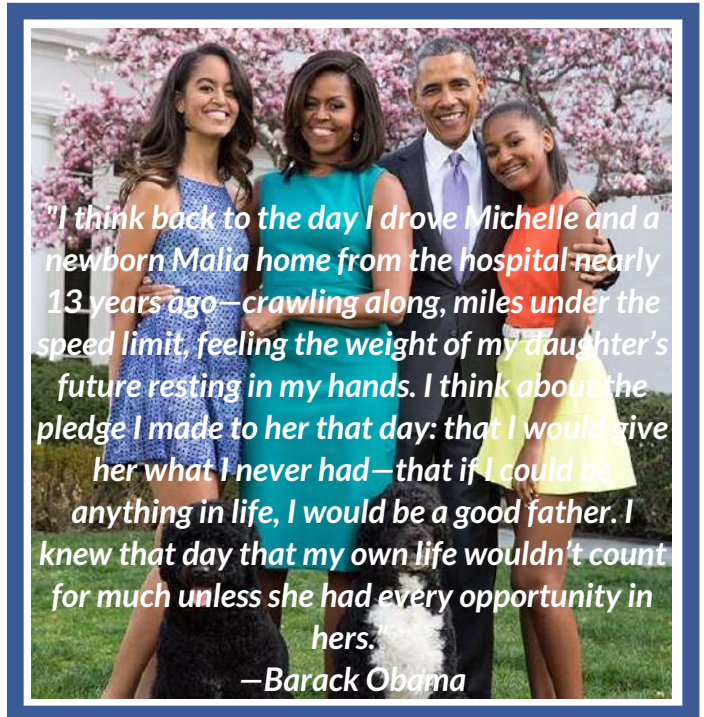 "I think back to the day I drove Michelle and a
newborn Malia home from the hospital nearly
13 years ago—crawling along, miles under the
speed limit, feeling the weight of my daughter’s
future resting in my hands. I think about the
pledge I made to her that day: that I would give
her what I never had—that if I could be
anything in life, I would be a good father. I
knew that day that my own life wouldn’t count
for much unless she had every opportunity in
hers.”
—Barack Obama